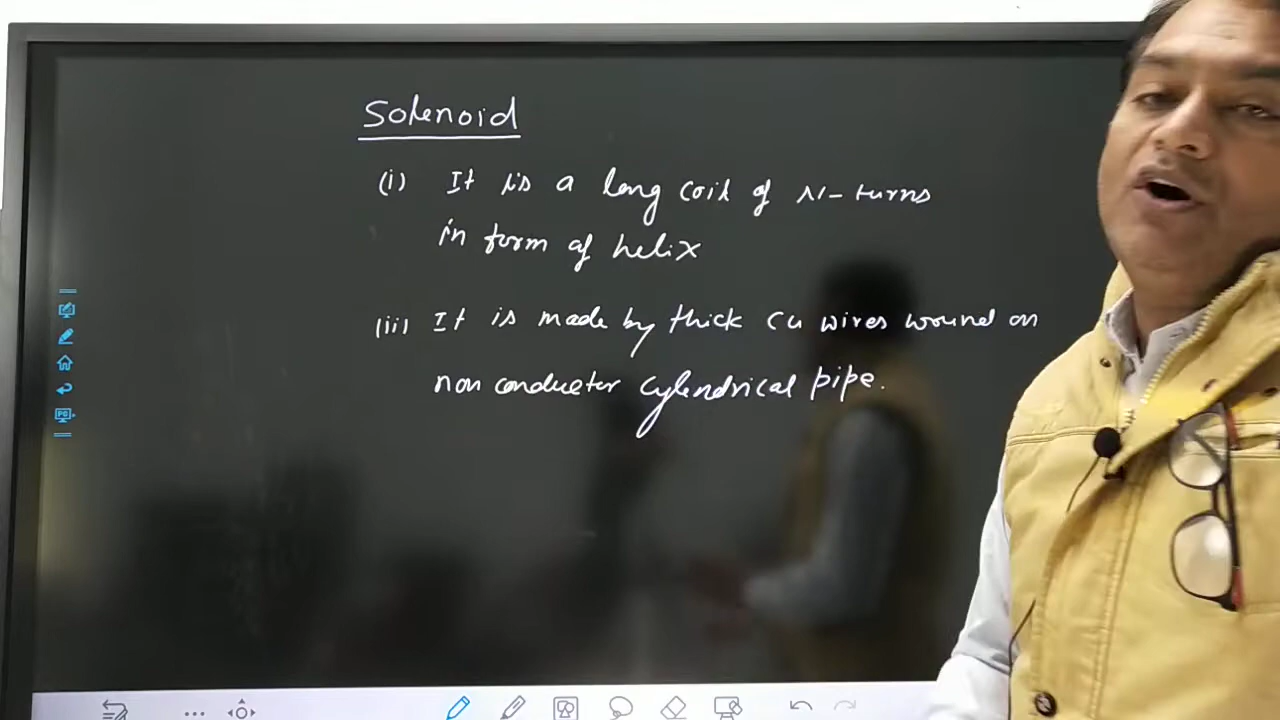 Solenoid
(i) It is a long coil of N-turns
in form of helix
(ii) It is made by thick Cu wires wound on
non conductor cylendrical pipe.